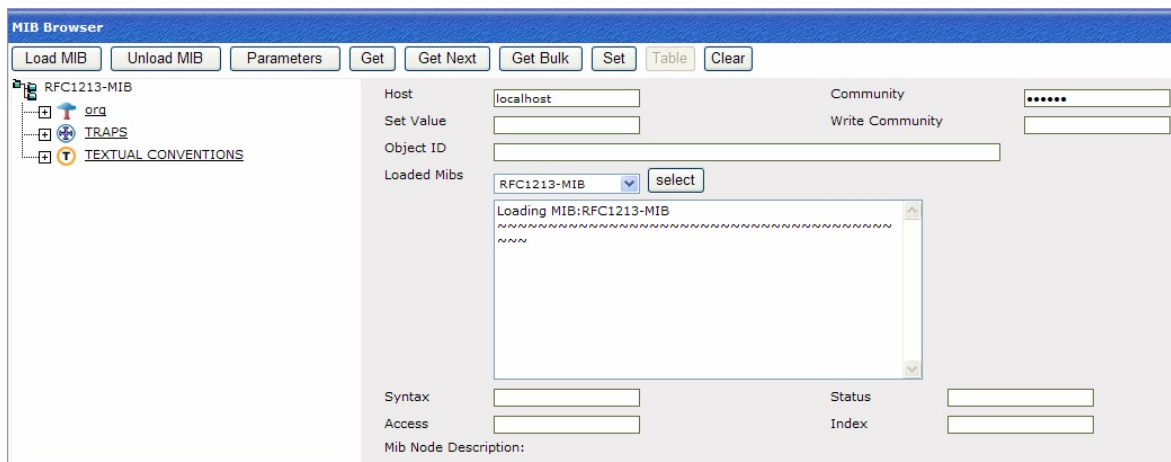 MIB Browser
Load MIB Unload MIB Parameters Get Get Next Get Bulk Set Table Clear
RFC1213-MIB
org
TRAPS
T TEXTUAL CONVENTIONS
Host localhost Community ••••••
Set Value Write Community
Object ID
Loaded Mibs RFC1213-MIB select
Loading MIB:RFC1213-MIB
~~~~~~~~~~~~~~~~~~~~~~~~~~~~~~~~~~~~~~~
~~~
Syntax Status
Access Index
Mib Node Description: